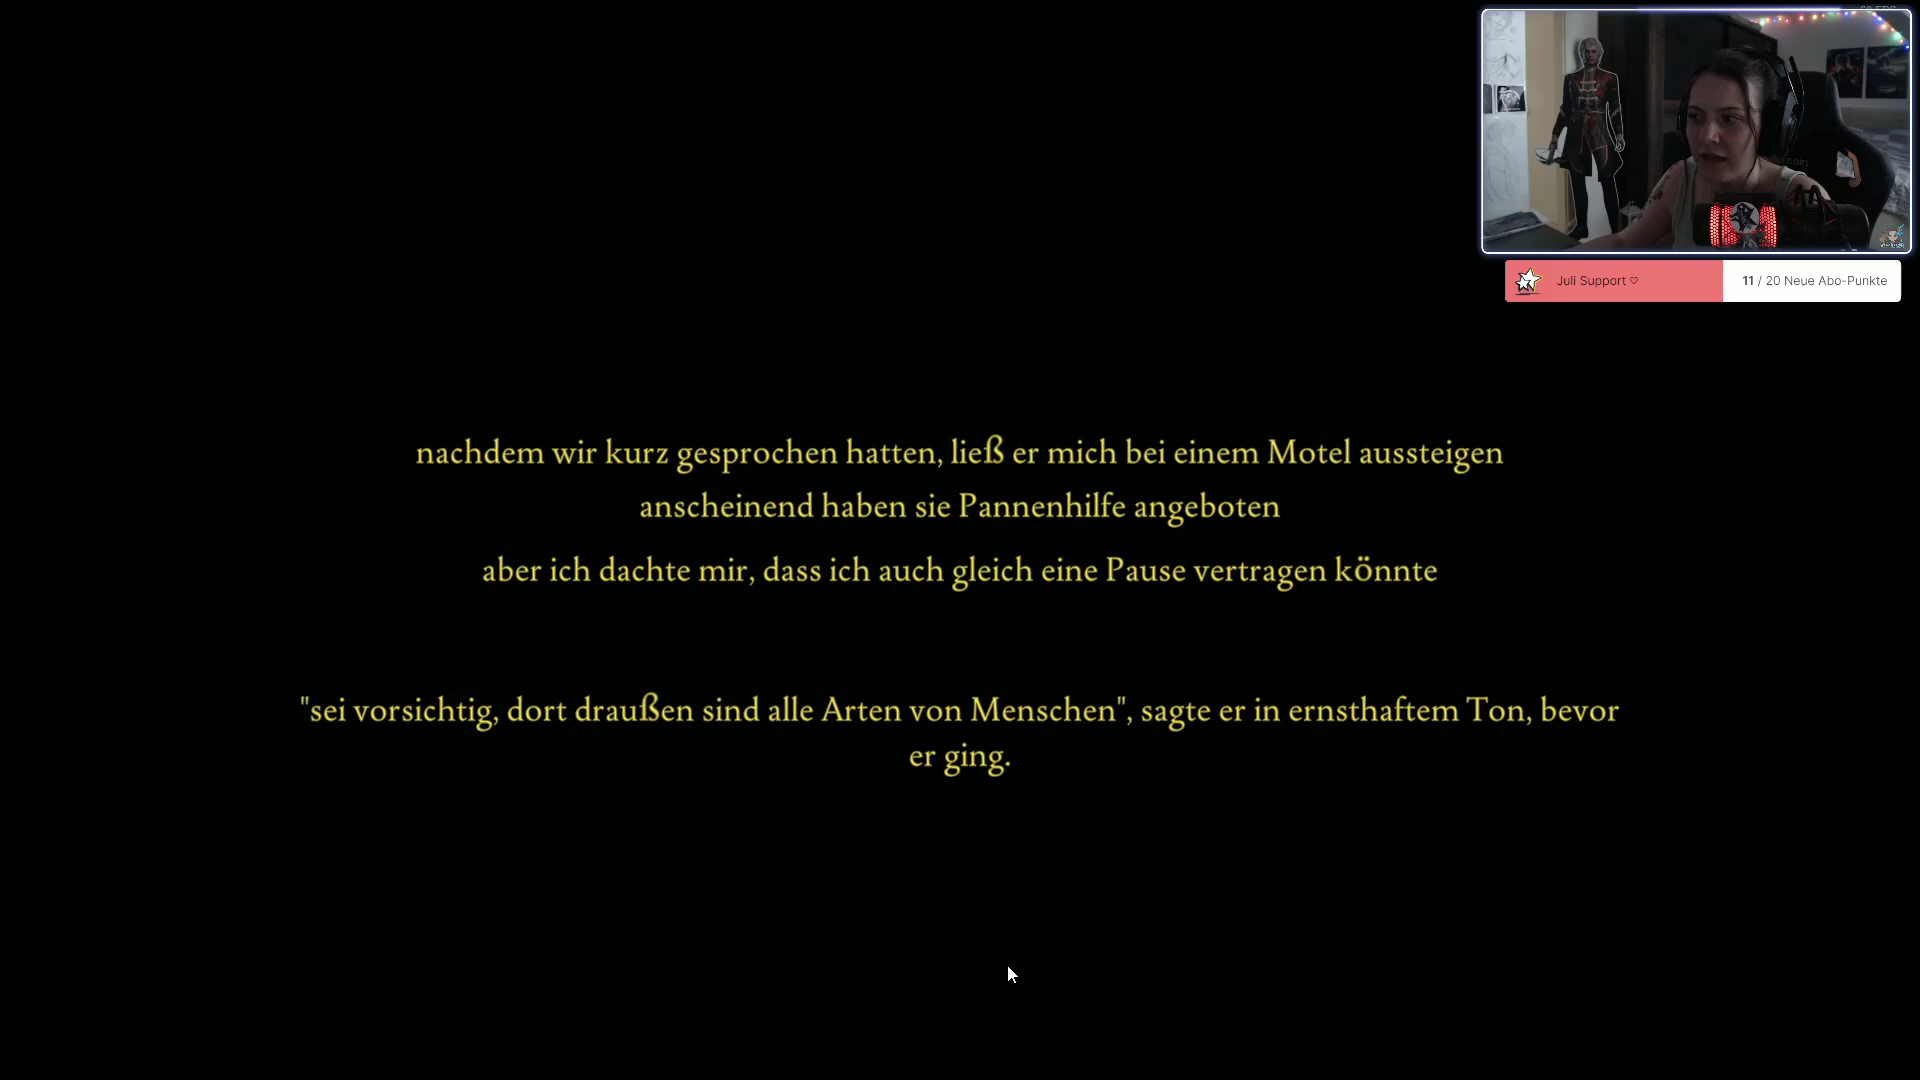 Juli Support ♡
11 / 20 Neue Abo-Punkte
nachdem wir kurz gesprochen hatten, ließ er mich bei einem Motel aussteigen
anscheinend haben sie Pannenhilfe angeboten
aber ich dachte mir, dass ich auch gleich eine Pause vertragen könnte
"sei vorsichtig, dort draußen sind alle Arten von Menschen", sagte er in ernsthaftem Ton, bevor
er ging.